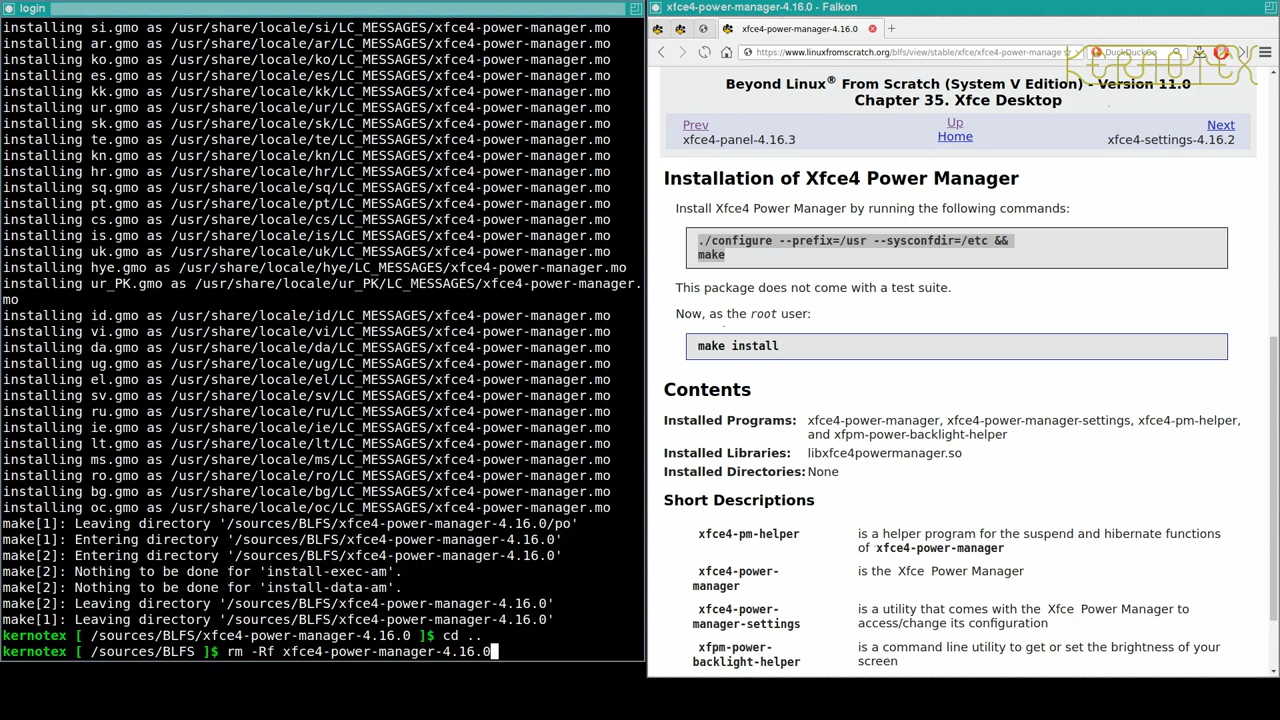 login
installing si.gmo as /usr/share/locale/si/LC_MESSAGES/xfce4-power-manager.mo
installing ar.gmo as /usr/share/locale/ar/LC_MESSAGES/xfce4-power-manager.mo
installing ko.gmo as /usr/share/locale/ko/LC_MESSAGES/xfce4-power-manager.mo
installing es.gmo as /usr/share/locale/es/LC_MESSAGES/xfce4-power-manager.mo
installing kk.gmo as /usr/share/locale/kk/LC_MESSAGES/xfce4-power-manager.mo
installing ur.gmo as /usr/share/locale/ur/LC_MESSAGES/xfce4-power-manager.mo
installing sk.gmo as /usr/share/locale/sk/LC_MESSAGES/xfce4-power-manager.mo
installing te.gmo as /usr/share/locale/te/LC_MESSAGES/xfce4-power-manager.mo
installing kn.gmo as /usr/share/locale/kn/LC_MESSAGES/xfce4-power-manager.mo
installing hr.gmo as /usr/share/locale/hr/LC_MESSAGES/xfce4-power-manager.mo
installing sq.gmo as /usr/share/locale/sq/LC_MESSAGES/xfce4-power-manager.mo
installing pt.gmo as /usr/share/locale/pt/LC_MESSAGES/xfce4-power-manager.mo
installing cs.gmo as /usr/share/locale/cs/LC_MESSAGES/xfce4-power-manager.mo
installing is.gmo as /usr/share/locale/is/LC_MESSAGES/xfce4-power-manager.mo
installing uk.gmo as /usr/share/locale/uk/LC_MESSAGES/xfce4-power-manager.mo
installing hye.gmo as /usr/share/locale/hye/LC_MESSAGES/xfce4-power-manager.mo
installing ur_PK.gmo as /usr/share/locale/ur_PK/LC_MESSAGES/xfce4-power-manager.
mo
installing id.gmo as /usr/share/locale/id/LC_MESSAGES/xfce4-power-manager.mo
installing vi.gmo as /usr/share/locale/vi/LC_MESSAGES/xfce4-power-manager.mo
installing da.gmo as /usr/share/locale/da/LC_MESSAGES/xfce4-power-manager.mo
installing ug.gmo as /usr/share/locale/ug/LC_MESSAGES/xfce4-power-manager.mo
installing el.gmo as /usr/share/locale/el/LC_MESSAGES/xfce4-power-manager.mo
installing sv.gmo as /usr/share/locale/sv/LC_MESSAGES/xfce4-power-manager.mo
installing ru.gmo as /usr/share/locale/ru/LC_MESSAGES/xfce4-power-manager.mo
installing ie.gmo as /usr/share/locale/ie/LC_MESSAGES/xfce4-power-manager.mo
installing lt.gmo as /usr/share/locale/lt/LC_MESSAGES/xfce4-power-manager.mo
installing ms.gmo as /usr/share/locale/ms/LC_MESSAGES/xfce4-power-manager.mo
installing ro.gmo as /usr/share/locale/ro/LC_MESSAGES/xfce4-power-manager.mo
installing bg.gmo as /usr/share/locale/bg/LC_MESSAGES/xfce4-power-manager.mo
installing oc.gmo as /usr/share/locale/oc/LC_MESSAGES/xfce4-power-manager.mo
make[1]: Leaving directory '/sources/BLFS/xfce4-power-manager-4.16.0/po'
make[1]: Entering directory '/sources/BLFS/xfce4-power-manager-4.16.0'
make[2]: Entering directory '/sources/BLFS/xfce4-power-manager-4.16.0'
make[2]: Nothing to be done for 'install-exec-am'.
make[2]: Nothing to be done for 'install-data-am'.
make[2]: Leaving directory '/sources/BLFS/xfce4-power-manager-4.16.0'
make[1]: Leaving directory '/sources/BLFS/xfce4-power-manager-4.16.0'
kernotex [ /sources/BLFS/xfce4-power-manager-4.16.0 ]$ cd ..
kernotex [ /sources/BLFS ]$ rm -Rf xfce4-power-manager-4.16.0
xfce4-power-manager-4.16.0 - Falkon
xfce4-power-manager-4.16.0
https://www.linuxfromscratch.org/blfs/view/stable/xfce/xfce4-power-manage
DuckDuckGo
KERNOTEX
Beyond Linux® From Scratch (System V Edition) - Version 11.0
Chapter 35. Xfce Desktop
Prev Up Next
xfce4-panel-4.16.3 Home xfce4-settings-4.16.2
Installation of Xfce4 Power Manager
Install Xfce4 Power Manager by running the following commands:
./configure --prefix=/usr --sysconfdir=/etc &&
make
This package does not come with a test suite.
Now, as the root user:
make install
Contents
Installed Programs: xfce4-power-manager, xfce4-power-manager-settings, xfce4-pm-helper,
and xfpm-power-backlight-helper
Installed Libraries: libxfce4powermanager.so
Installed Directories: None
Short Descriptions
xfce4-pm-helper is a helper program for the suspend and hibernate functions
of xfce4-power-manager
xfce4-power- is the Xfce Power Manager
manager
xfce4-power- is a utility that comes with the Xfce Power Manager to
manager-settings access/change its configuration
xfpm-power- is a command line utility to get or set the brightness of your
backlight-helper screen